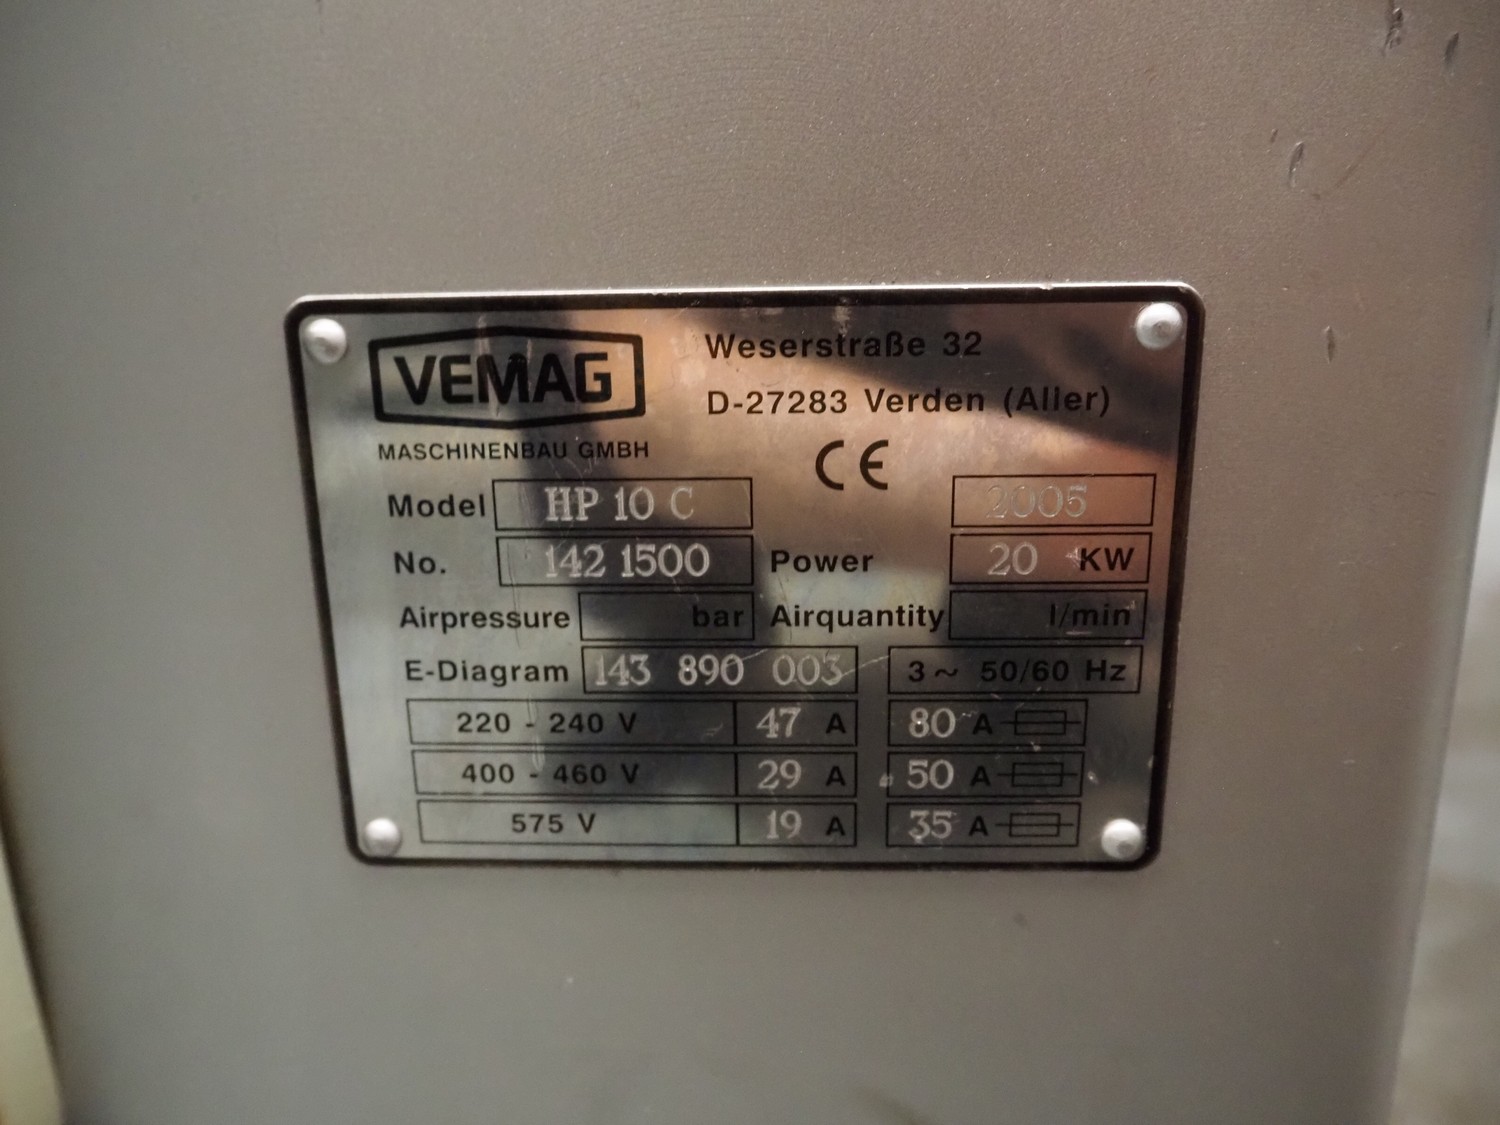 VEMAG
MASCHINENBAU GMBH
Weserstraße 32
D-27283 Verden (Aller)
CE
Model HP 10 C 2005
No. 142 1500 Power 20 KW
Airpressure bar Airquantity l/min
E-Diagram 143 890 003 3 ~ 50/60 Hz
220 - 240 V 47 A 80 A
400 - 460 V 29 A 50 A
575 V 19 A 35 A